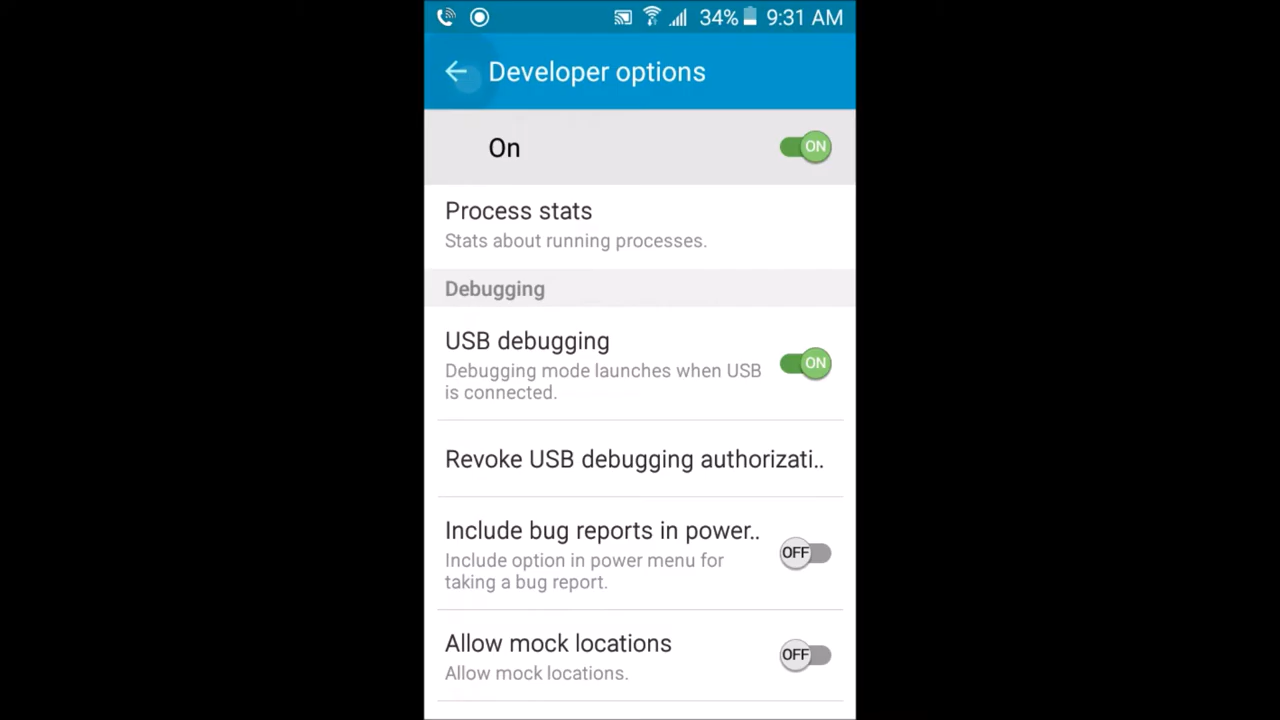 34% 9:31 AM
Developer options
On ON
Process stats
Stats about running processes.
Debugging
USB debugging
Debugging mode launches when USB
is connected.
ON
Revoke USB debugging authorizati..
Include bug reports in power..
Include option in power menu for
taking a bug report.
OFF
Allow mock locations
Allow mock locations.
OFF